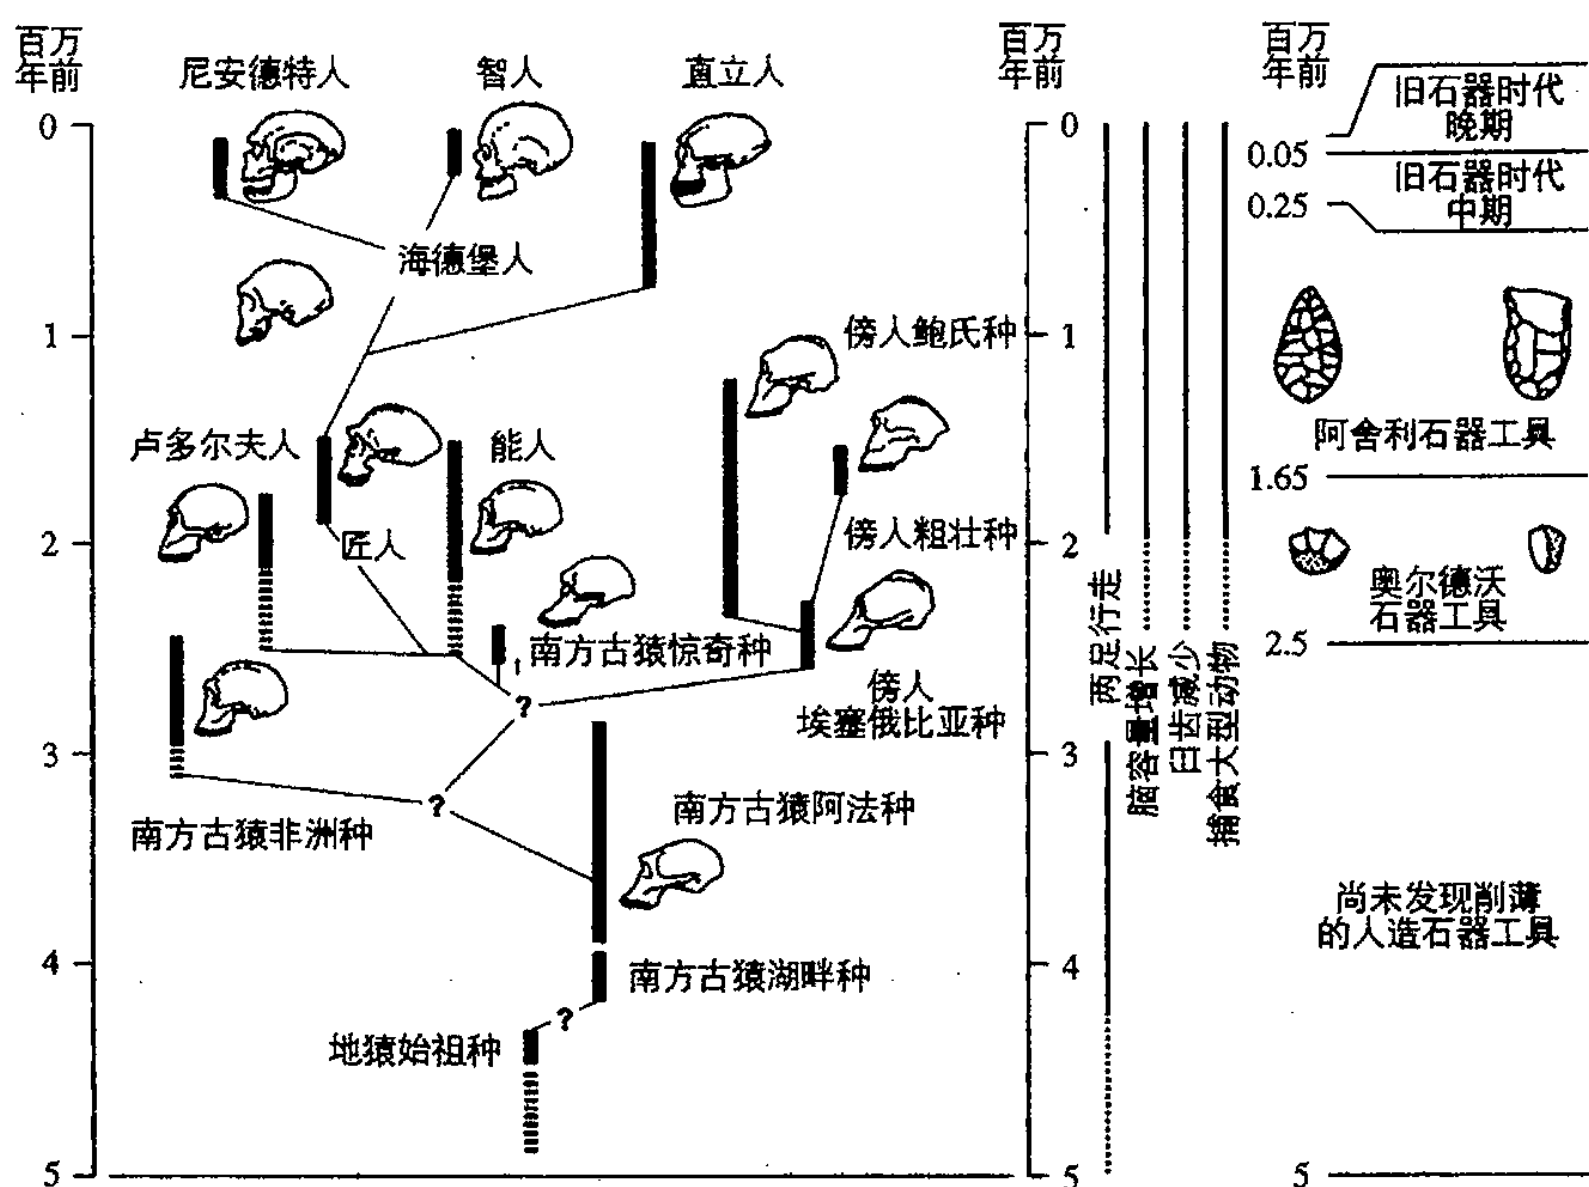 百万
年前
尼安德特人
智人
直立人
0
海德堡人
1
傍人鲍氏种
卢多尔夫人
能人
2
匠人
傍人粗壮种
南方古猿惊奇种
?
傍人
埃塞俄比亚种
3
?
南方古猿阿法种
南方古猿非洲种
4
南方古猿湖畔种
?
地猿始祖种
5
百万
年前
0
1
2
3
4
5
两足行走
脑容量增长
臼齿减少
捕食大型动物
百万
年前
旧石器时代
晚期
0.05
旧石器时代
中期
0.25
阿舍利石器工具
1.65
奥尔德沃
石器工具
2.5
尚未发现削薄
的人造石器工具
5